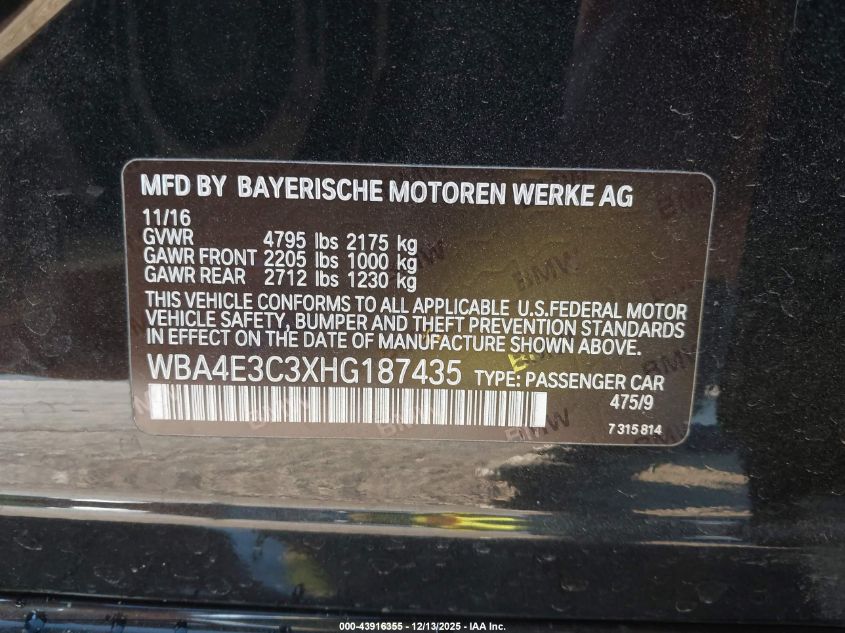 MFD BY BAYERISCHE MOTOREN WERKE AG
11/16
GVWR 4795 lbs 2175 kg
GAWR FRONT 2205 lbs 1000 kg
GAWR REAR 2712 lbs 1230 kg
THIS VEHICLE CONFORMS TO ALL APPLICABLE U.S.FEDERAL MOTOR
VEHICLE SAFETY, BUMPER AND THEFT PREVENTION STANDARDS
IN EFFECT ON THE DATE OF MANUFACTURE SHOWN ABOVE.
WBA4E3C3XHG187435 TYPE: PASSENGER CAR
475/9
7 315 814
000-43916355 - 12/13/2025 - IAA Inc.